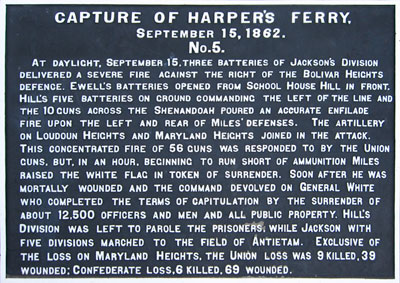 CAPTURE OF HARPER'S FERRY,
SEPTEMBER 15, 1862.
No. 5.
AT DAYLIGHT, SEPTEMBER 15, THREE BATTERIES OF JACKSON'S DIVISION
DELIVERED A SEVERE FIRE AGAINST THE RIGHT OF THE BOLIVAR HEIGHTS
DEFENCE. EWELL'S BATTERIES OPENED FROM SCHOOL HOUSE HILL IN FRONT,
HILL'S FIVE BATTERIES ON GROUND COMMANDING THE LEFT OF THE LINE AND
THE 10 GUNS ACROSS THE SHENANDOAH POURED AN ACCURATE ENFILADE
FIRE UPON THE LEFT AND REAR OF MILES' DEFENSES. THE ARTILLERY
ON LOUDOUN HEIGHTS AND MARYLAND HEIGHTS JOINED IN THE ATTACK.
THIS CONCENTRATED FIRE OF 56 GUNS WAS RESPONDED TO BY THE UNION
GUNS, BUT, IN AN HOUR, BEGINNING TO RUN SHORT OF AMMUNITION MILES
RAISED THE WHITE FLAG IN TOKEN OF SURRENDER. SOON AFTER HE WAS
MORTALLY WOUNDED AND THE COMMAND DEVOLVED ON GENERAL WHITE
WHO COMPLETED THE TERMS OF CAPITULATION BY THE SURRENDER OF
ABOUT 12,500 OFFICERS AND MEN AND ALL PUBLIC PROPERTY. HILL'S
DIVISION WAS LEFT TO PAROLE THE PRISONERS, WHILE JACKSON WITH
FIVE DIVISIONS MARCHED TO THE FIELD OF ANTIETAM. EXCLUSIVE OF
THE LOSS ON MARYLAND HEIGHTS, THE UNION LOSS WAS 9 KILLED, 39
WOUNDED; CONFEDERATE LOSS, 6 KILLED, 69 WOUNDED.